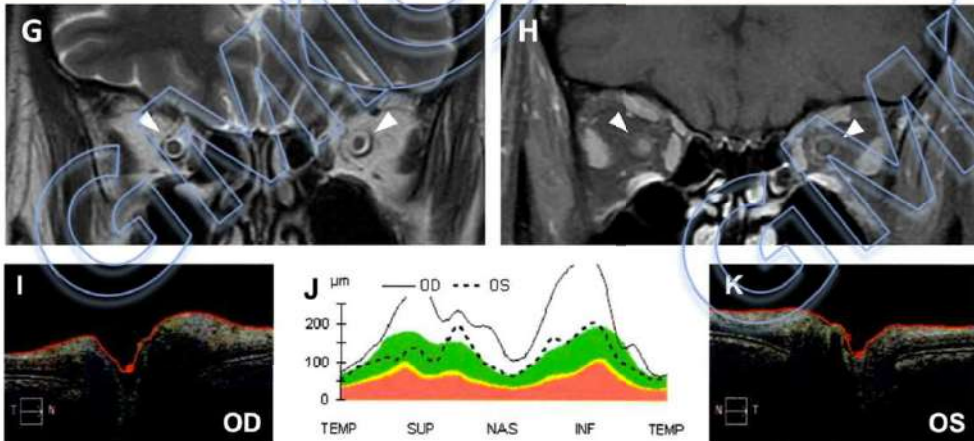 G
H
GMC
GMC
I
OD
J
µm
OD
OS
200
100
0
TEMP
SUP
NAS
INF
TEMP
K
OS
T
N
N
T